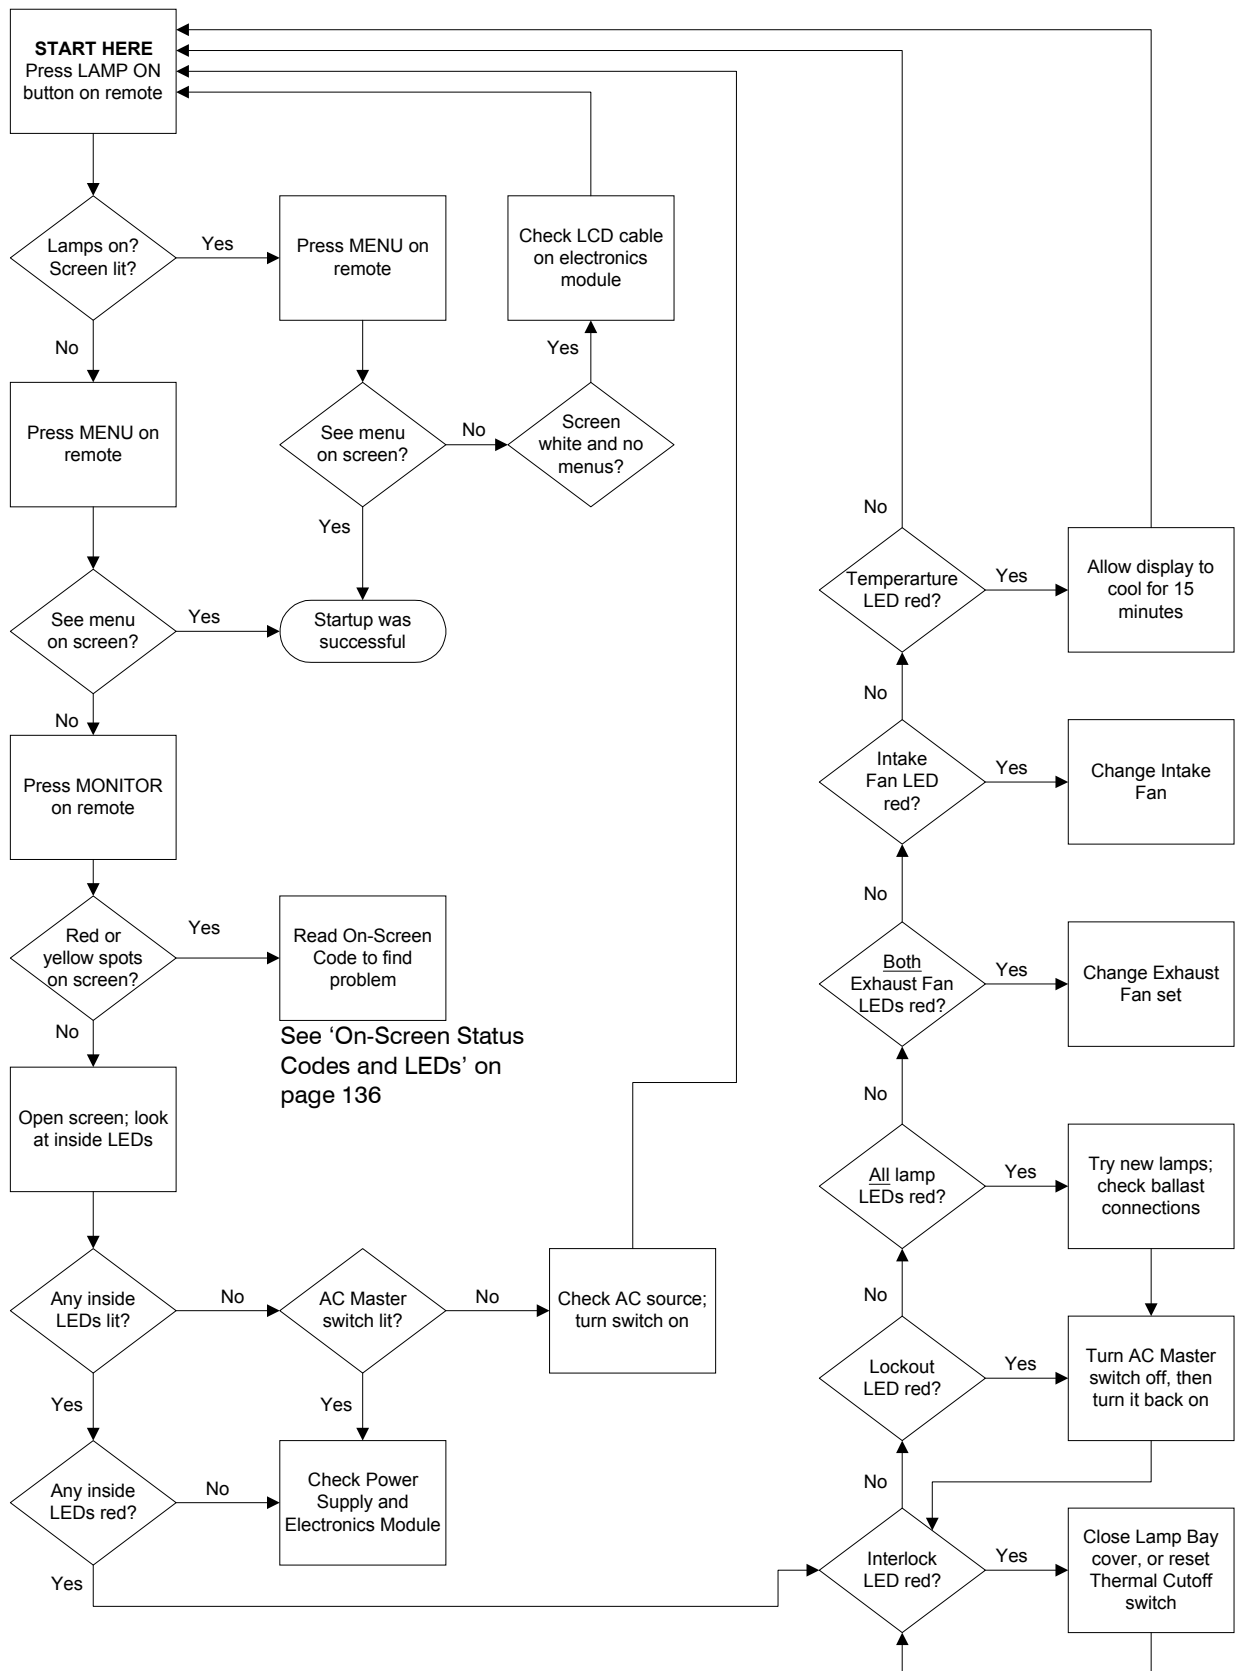 START HERE
Press LAMP ON
button on remote
Lamps on?
Screen lit?
Yes
Press MENU on
remote
Check LCD cable
on electronics
module
No
Yes
Press MENU on
remote
See menu
on screen?
No
Screen
white and no
menus?
Yes
See menu
on screen?
Yes
Startup was
successful
No
Press MONITOR
on remote
Red or
yellow spots
on screen?
Yes
Read On-Screen
Code to find
problem
See ‘On-Screen Status
Codes and LEDs’ on
page 136
No
Open screen; look
at inside LEDs
Any inside
LEDs lit?
No
AC Master
switch lit?
No
Check AC source;
turn switch on
Yes
Yes
Any inside
LEDs red?
No
Check Power
Supply and
Electronics Module
Yes
No
Temperarture
LED red?
Yes
Allow display to
cool for 15
minutes
No
Intake
Fan LED
red?
Yes
Change Intake
Fan
No
Both
Exhaust Fan
LEDs red?
Yes
Change Exhaust
Fan set
No
All lamp
LEDs red?
Yes
Try new lamps;
check ballast
connections
No
Lockout
LED red?
Yes
Turn AC Master
switch off, then
turn it back on
No
Interlock
LED red?
Yes
Close Lamp Bay
cover, or reset
Thermal Cutoff
switch